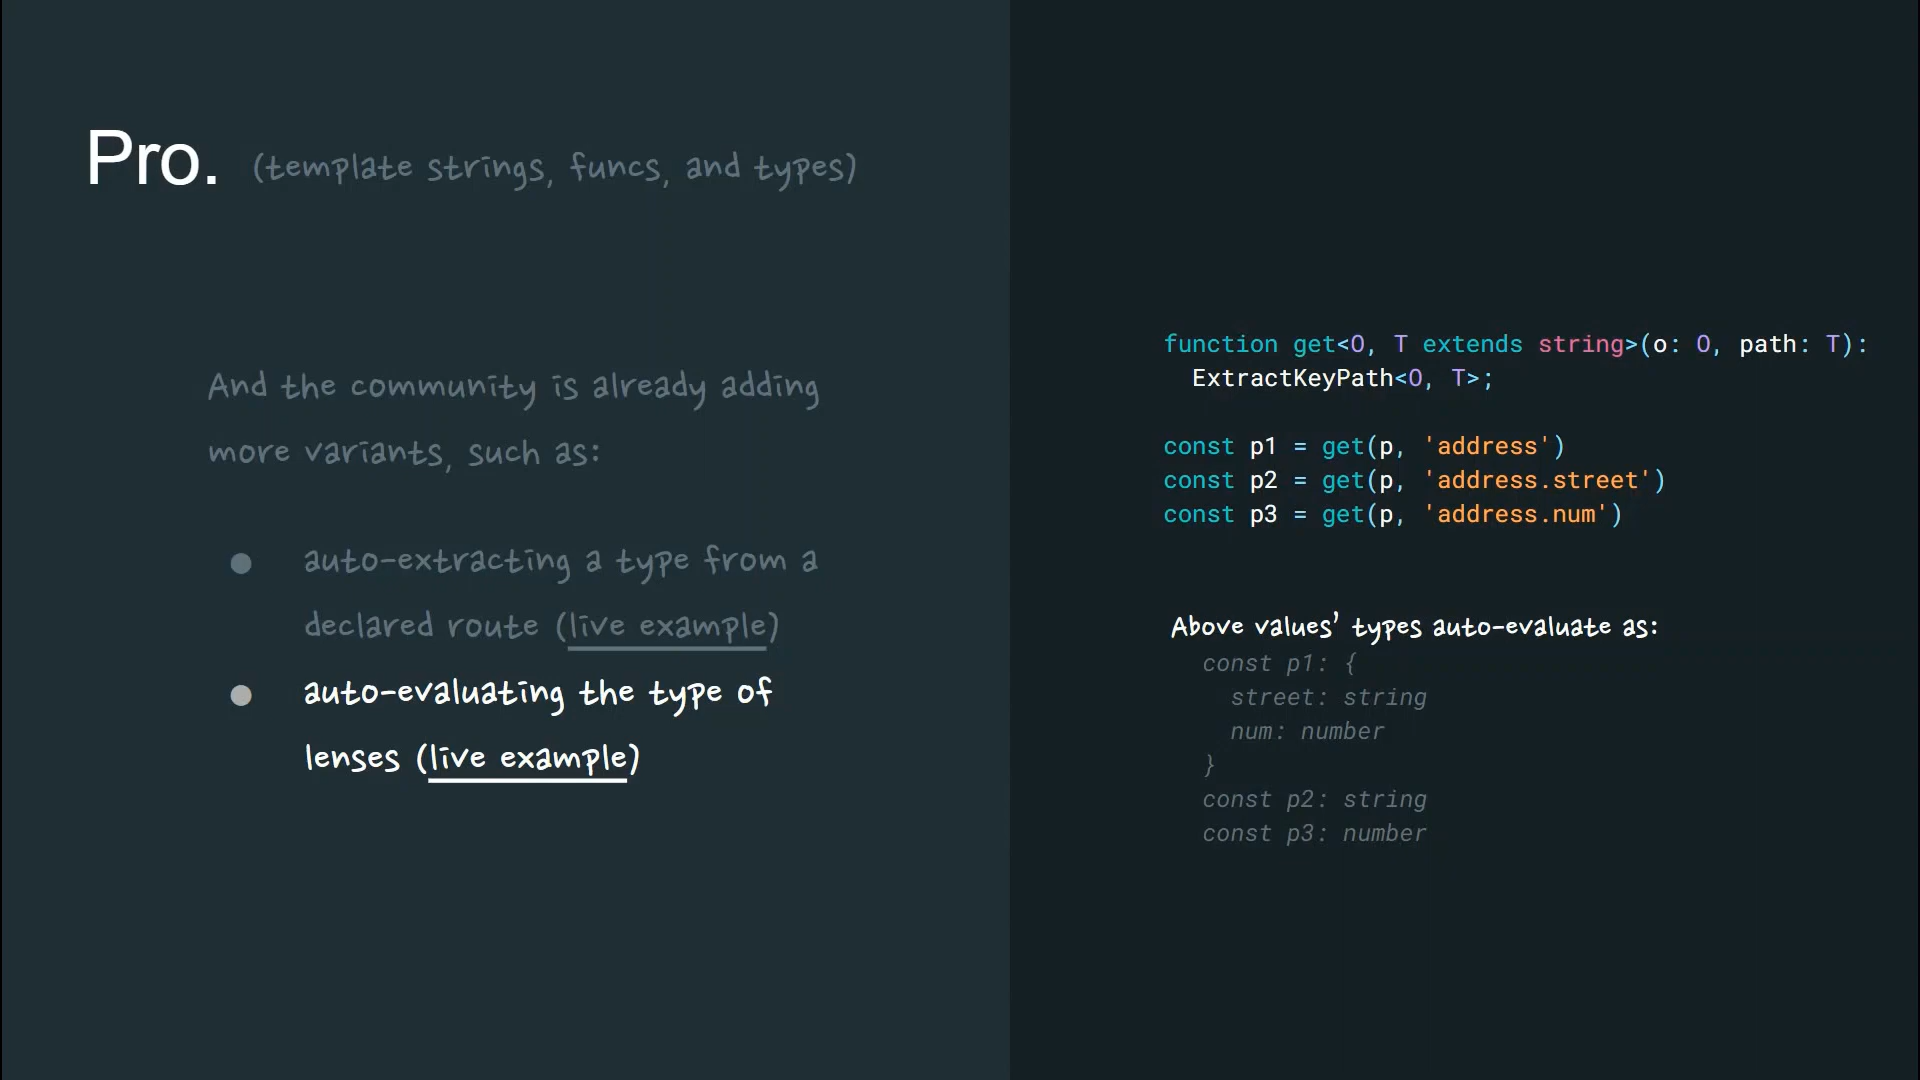 Pro. (template strings, funcs, and types)
And the community is already adding
more variants, such as:
● auto-extracting a type from a
declared route (live example)
● auto-evaluating the type of
lenses (live example)
function get<O, T extends string>(o: O, path: T):
  ExtractKeyPath<O, T>;
const p1 = get(p, 'address')
const p2 = get(p, 'address.street')
const p3 = get(p, 'address.num')
Above values’ types auto-evaluate as:
const p1: {
  street: string
  num: number
}
const p2: string
const p3: number